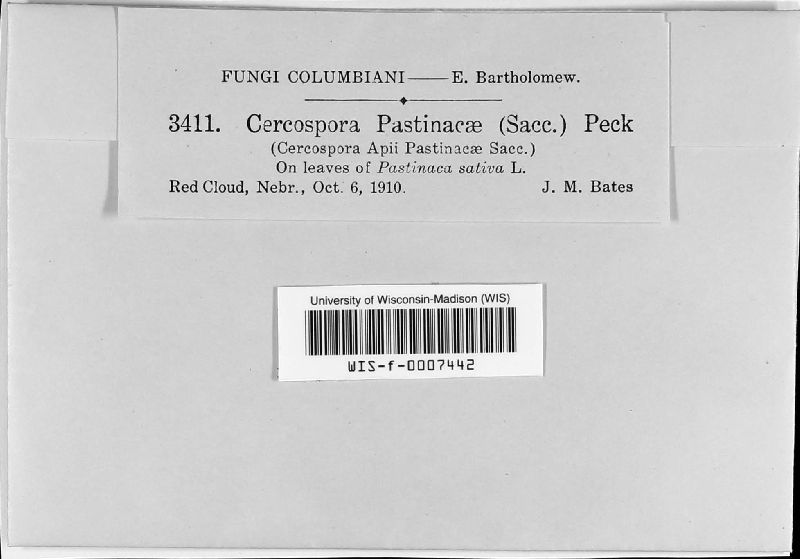 FUNGI COLUMBIANI——E. Bartholomew.
3411. Cercospora Pastinacæ (Sacc.) Peck
(Cercospora Apii Pastinacæ Sacc.)
On leaves of Pastinaca sativa L.
Red Cloud, Nebr., Oct. 6, 1910. J. M. Bates
University of Wisconsin-Madison (WIS)
WIS-f-0007442